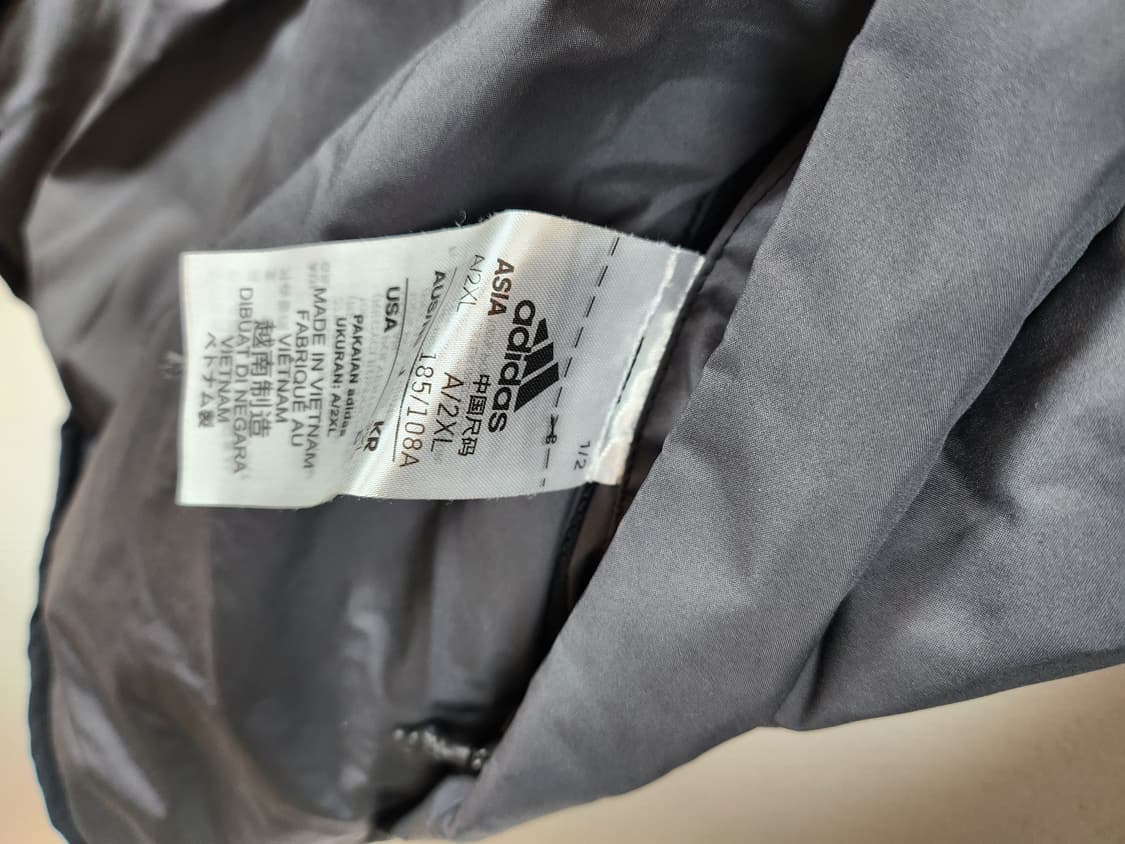 1/2
adidas
ASIA 中国尺码
A/2XL A/2XL
185/108A
USA KR
PAKAIAN adidas
UKURAN: A/2XL
MADE IN VIETNAM
FABRIQUÉ AU
VIÊTNAM
越南制造
DIBUAT DI NEGARA
VIETNAM
ベトナム製